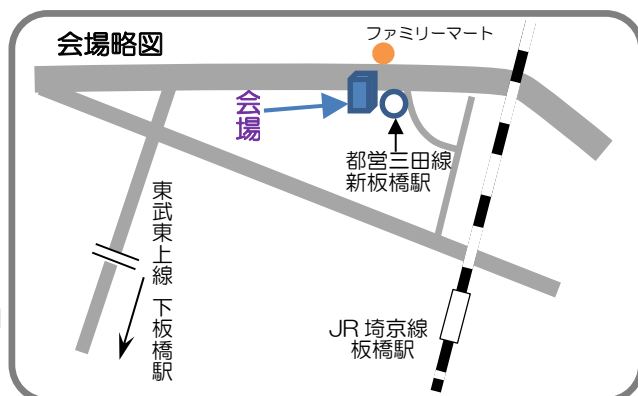 会場略図
ファミリーマート
会場
都営三田線
新板橋駅
東武東上線 下板橋駅
JR 埼京線
板橋駅